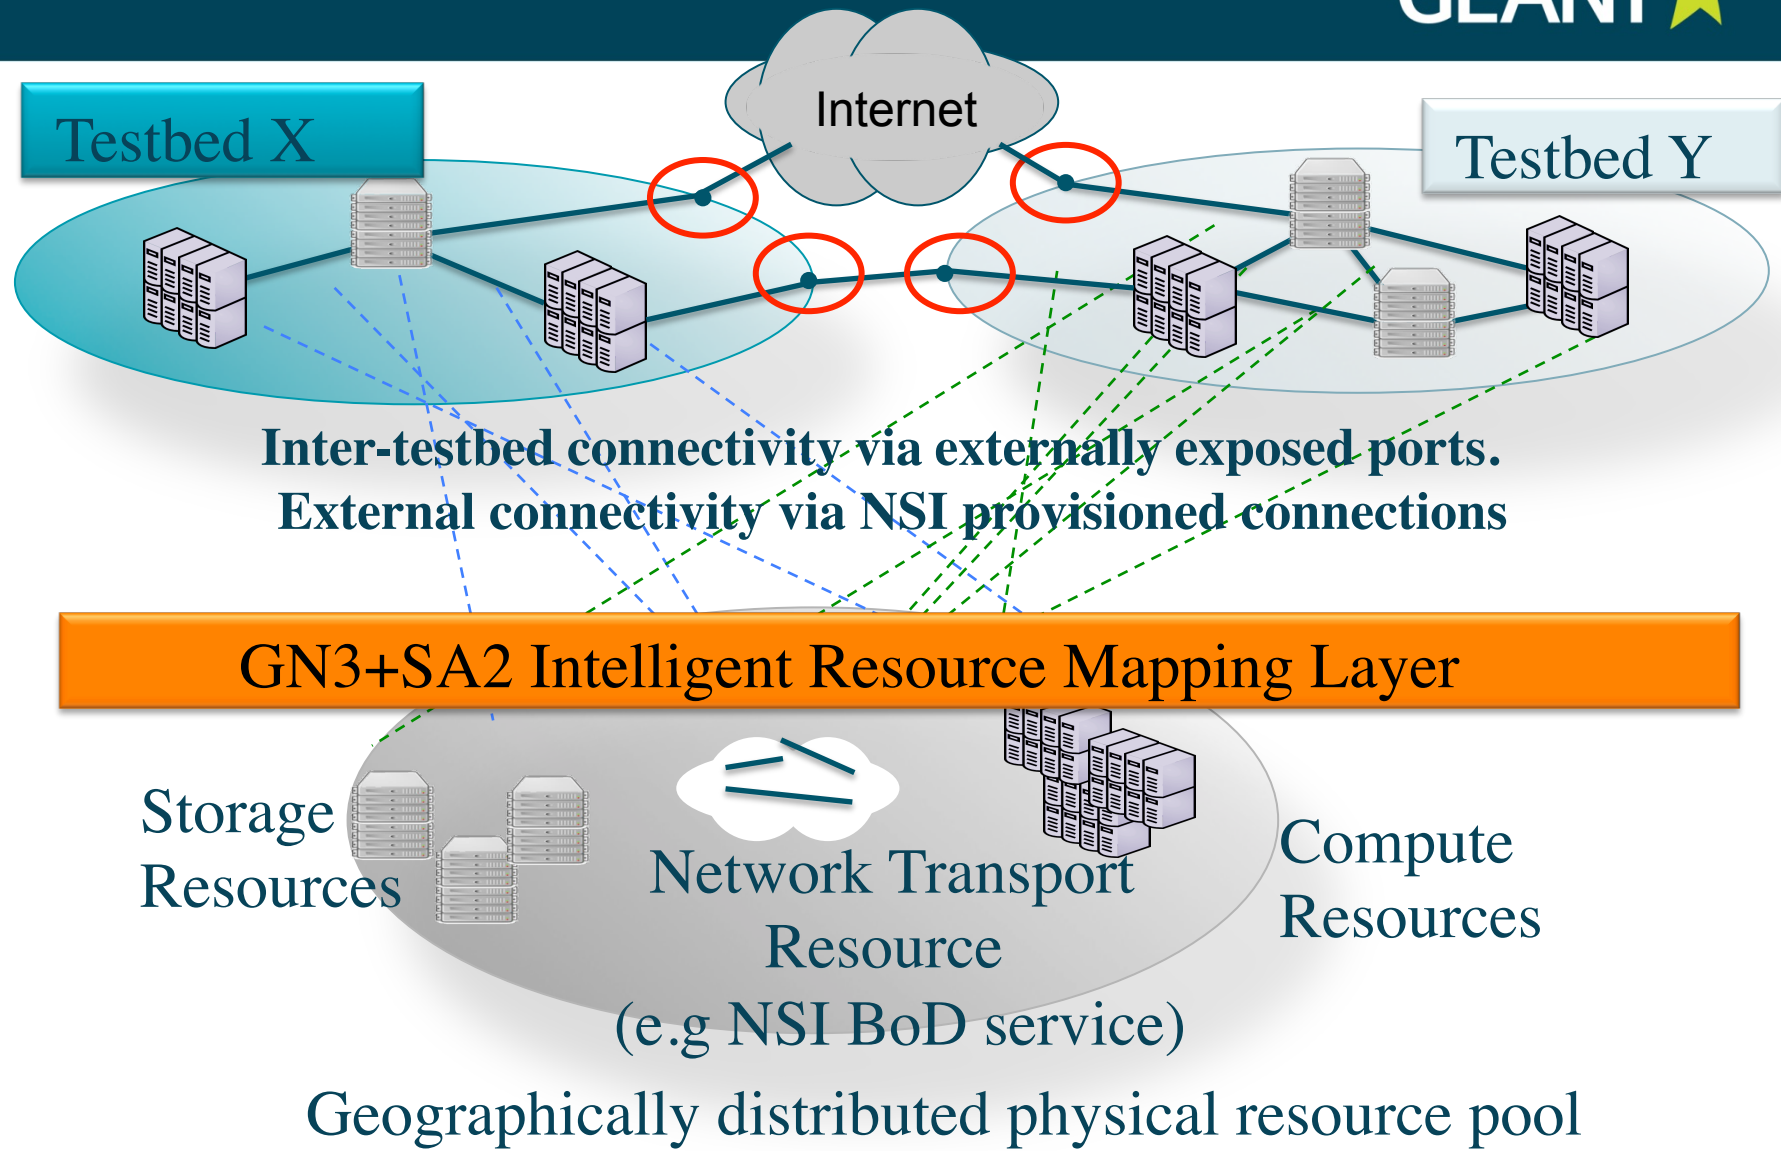 GEANT
Internet
Testbed X
Testbed Y
Inter-testbed connectivity via externally exposed ports.
External connectivity via NSI provisioned connections
GN3+SA2 Intelligent Resource Mapping Layer
Storage
Resources
Network Transport
Resource
(e.g NSI BoD service)
Compute
Resources
Geographically distributed physical resource pool